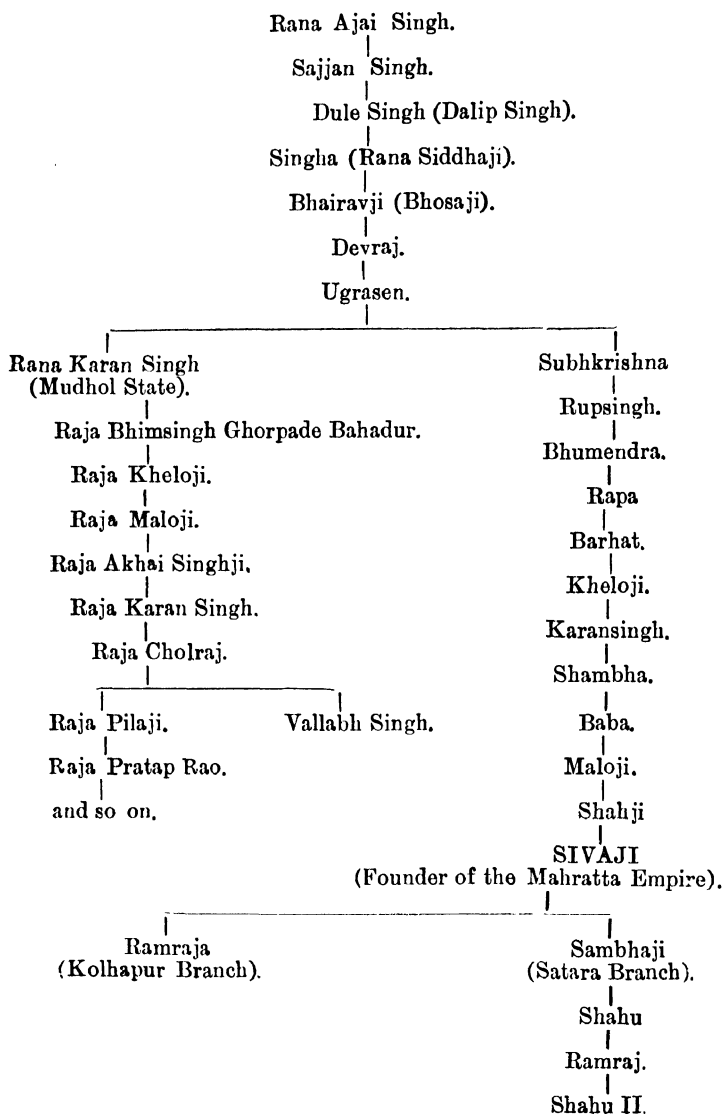 Rana Ajai Singh.
Sajjan Singh.
Dule Singh (Dalip Singh).
Singha (Rana Siddhaji).
Bhairavji (Bhosaji).
Devraj.
Ugrasen.
Rana Karan Singh
(Mudhol State).
Raja Bhimsingh Ghorpade Bahadur.
Raja Kheloji.
Raja Maloji.
Raja Akhai Singhji.
Raja Karan Singh.
Raja Cholraj.
Raja Pilaji.
Vallabh Singh.
Raja Pratap Rao.
and so on.
Subhkrishna
Rupsingh.
Bhumendra.
Rapa
Barhat.
Kheloji.
Karansingh.
Shambha.
Baba.
Maloji.
Shahji
SIVAJI
(Founder of the Mahratta Empire).
Ramraja
(Kolhapur Branch).
Sambhaji
(Satara Branch).
Shahu
Ramraj.
Shahu II.